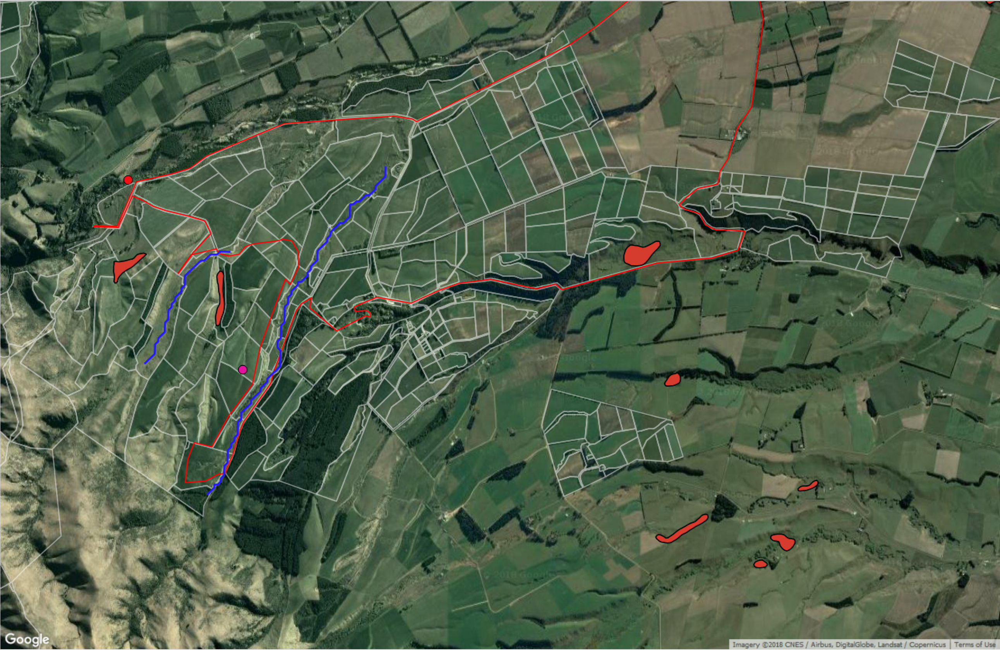 Google
Imagery ©2018 CNES / Airbus, DigitalGlobe, Landsat / Copernicus
Terms of Use